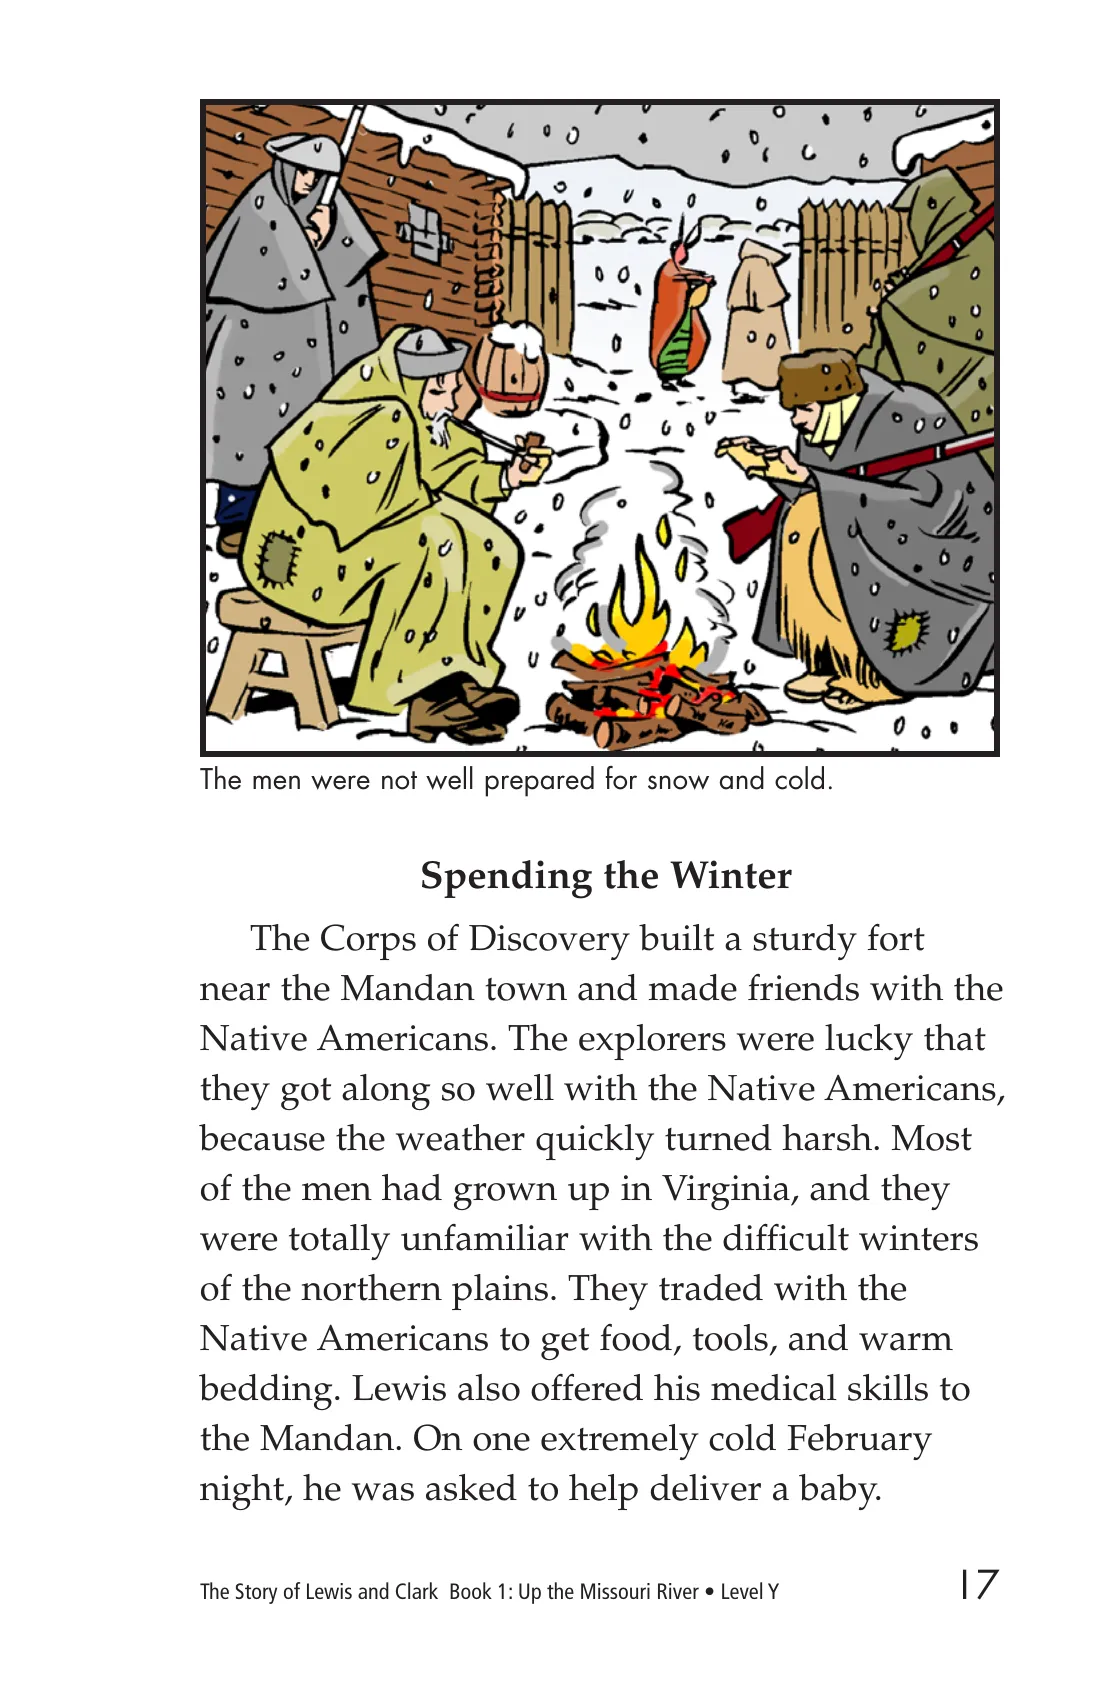 The men were not well prepared for snow and cold.
Spending the Winter
The Corps of Discovery built a sturdy fort
near the Mandan town and made friends with the
Native Americans. The explorers were lucky that
they got along so well with the Native Americans,
because the weather quickly turned harsh. Most
of the men had grown up in Virginia, and they
were totally unfamiliar with the difficult winters
of the northern plains. They traded with the
Native Americans to get food, tools, and warm
bedding. Lewis also offered his medical skills to
the Mandan. On one extremely cold February
night, he was asked to help deliver a baby.
The Story of Lewis and Clark Book 1: Up the Missouri River • Level Y 17